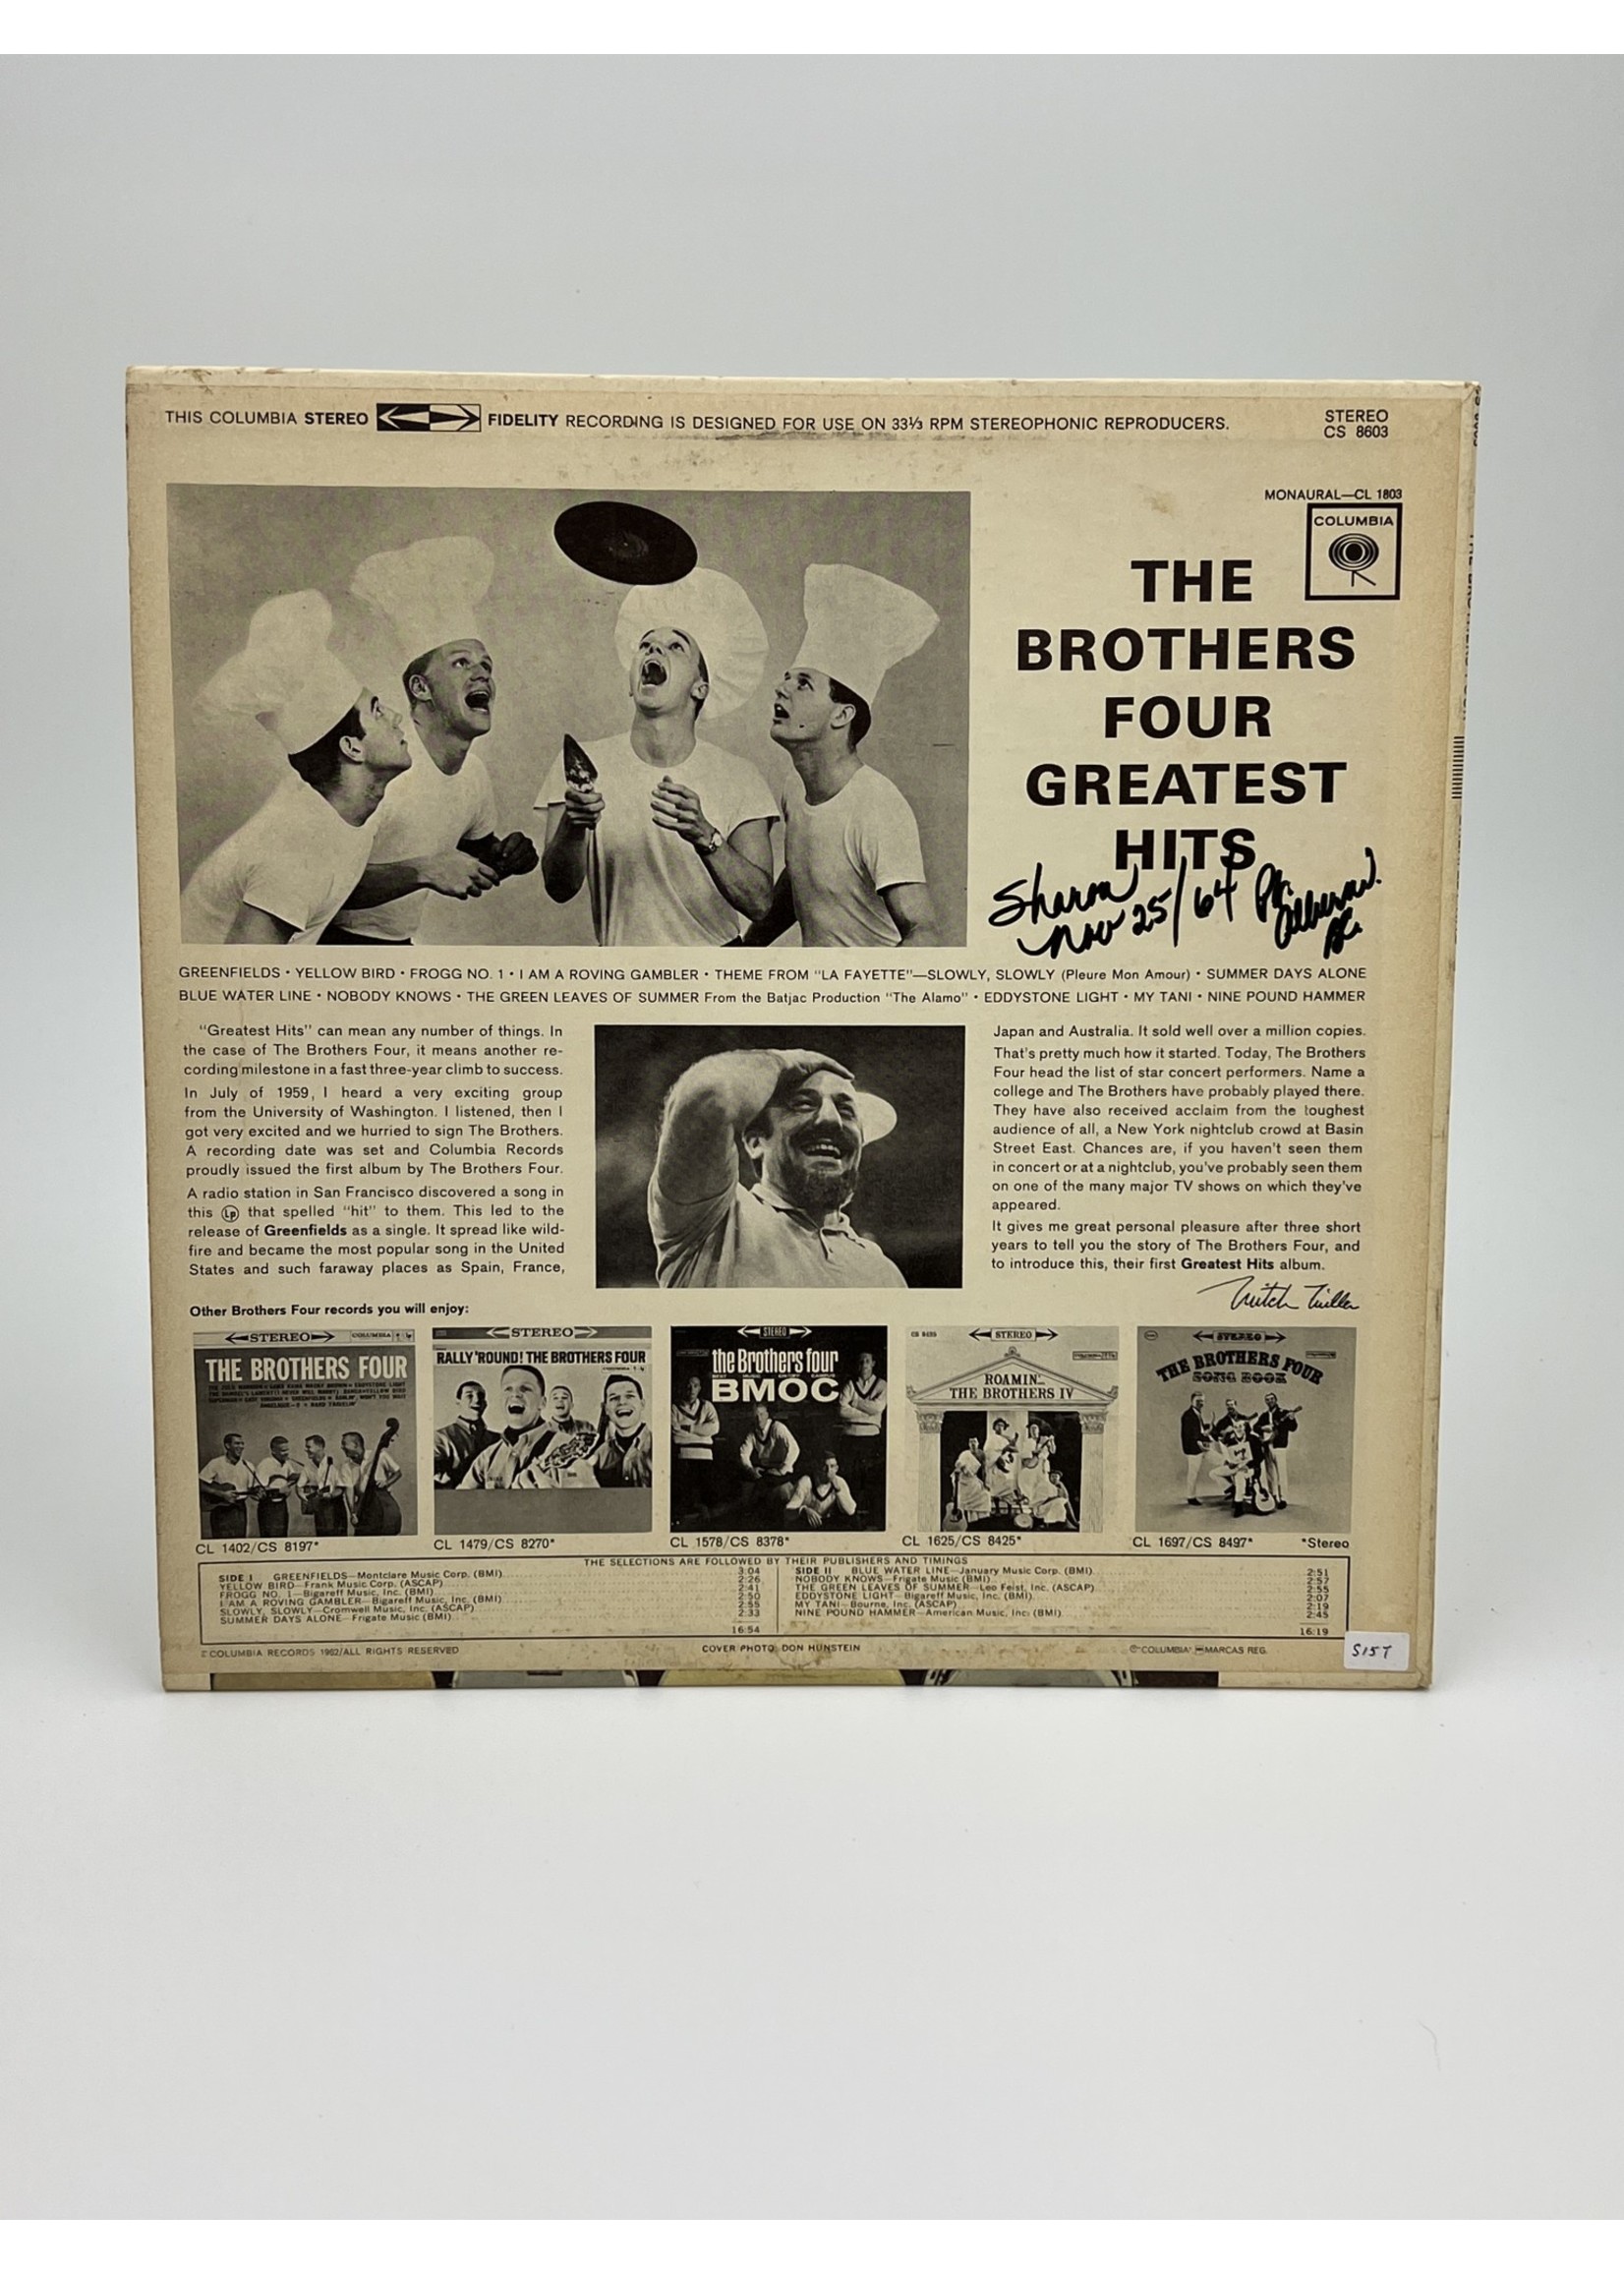 THIS COLUMBIA STEREO FIDELITY RECORDING IS DESIGNED FOR USE ON 33⅓ RPM STEREOPHONIC REPRODUCERS.
STEREO
CS 8603
MONAURAL—CL 1803
COLUMBIA
THE
BROTHERS
FOUR
GREATEST
HITS
Sharon
Nov 25/64
GREENFIELDS • YELLOW BIRD • FROGG NO. 1 • I AM A ROVING GAMBLER • THEME FROM "LA FAYETTE"—SLOWLY, SLOWLY (Pleure Mon Amour) • SUMMER DAYS ALONE
BLUE WATER LINE • NOBODY KNOWS • THE GREEN LEAVES OF SUMMER From the Batjac Production "The Alamo" • EDDYSTONE LIGHT • MY TANI • NINE POUND HAMMER
"Greatest Hits" can mean any number of things. In
the case of The Brothers Four, it means another re-
cording milestone in a fast three-year climb to success.
In July of 1959, I heard a very exciting group
from the University of Washington. I listened, then I
got very excited and we hurried to sign The Brothers.
A recording date was set and Columbia Records
proudly issued the first album by The Brothers Four.
A radio station in San Francisco discovered a song in
this Lp that spelled "hit" to them. This led to the
release of Greenfields as a single. It spread like wild-
fire and became the most popular song in the United
States and such faraway places as Spain, France,
Japan and Australia. It sold well over a million copies.
That's pretty much how it started. Today, The Brothers
Four head the list of star concert performers. Name a
college and The Brothers have probably played there.
They have also received acclaim from the toughest
audience of all, a New York nightclub crowd at Basin
Street East. Chances are, if you haven't seen them
in concert or at a nightclub, you've probably seen them
on one of the many major TV shows on which they've
appeared.
It gives me great personal pleasure after three short
years to tell you the story of The Brothers Four, and
to introduce this, their first Greatest Hits album.
Mitch Miller
Other Brothers Four records you will enjoy:
STEREO COLUMBIA
THE BROTHERS FOUR
STEREO
RALLY 'ROUND! THE BROTHERS FOUR
STEREO
the Brothers four
BMOC
CS 8425 STEREO
ROAMIN'
THE BROTHERS IV
STEREO
THE BROTHERS FOUR
SONG BOOK
CL 1402/CS 8197*
CL 1479/CS 8270*
CL 1578/CS 8378*
CL 1625/CS 8425*
CL 1697/CS 8497*
*Stereo
THE SELECTIONS ARE FOLLOWED BY THEIR PUBLISHERS AND TIMINGS
SIDE I GREENFIELDS—Montclare Music Corp. (BMI) 3:04
YELLOW BIRD—Frank Music Corp. (ASCAP) 2:26
FROGG NO. 1—Bigareff Music, Inc. (BMI) 2:41
I AM A ROVING GAMBLER—Bigareff Music, Inc. (BMI) 2:50
SLOWLY, SLOWLY—Cromwell Music, Inc. (ASCAP) 2:55
SUMMER DAYS ALONE—Frigate Music (BMI) 2:33
16:54
SIDE II BLUE WATER LINE—January Music Corp. (BMI) 2:51
NOBODY KNOWS—Frigate Music (BMI) 2:57
THE GREEN LEAVES OF SUMMER—Leo Feist, Inc. (ASCAP) 2:55
EDDYSTONE LIGHT—Bigareff Music, Inc. (BMI) 2:07
MY TANI—Bourne, Inc. (ASCAP) 2:19
NINE POUND HAMMER—American Music, Inc. (BMI) 2:45
16:19
© COLUMBIA RECORDS 1962/ALL RIGHTS RESERVED
COVER PHOTO: DON HUNSTEIN
® "COLUMBIA" MARCAS REG.
S157